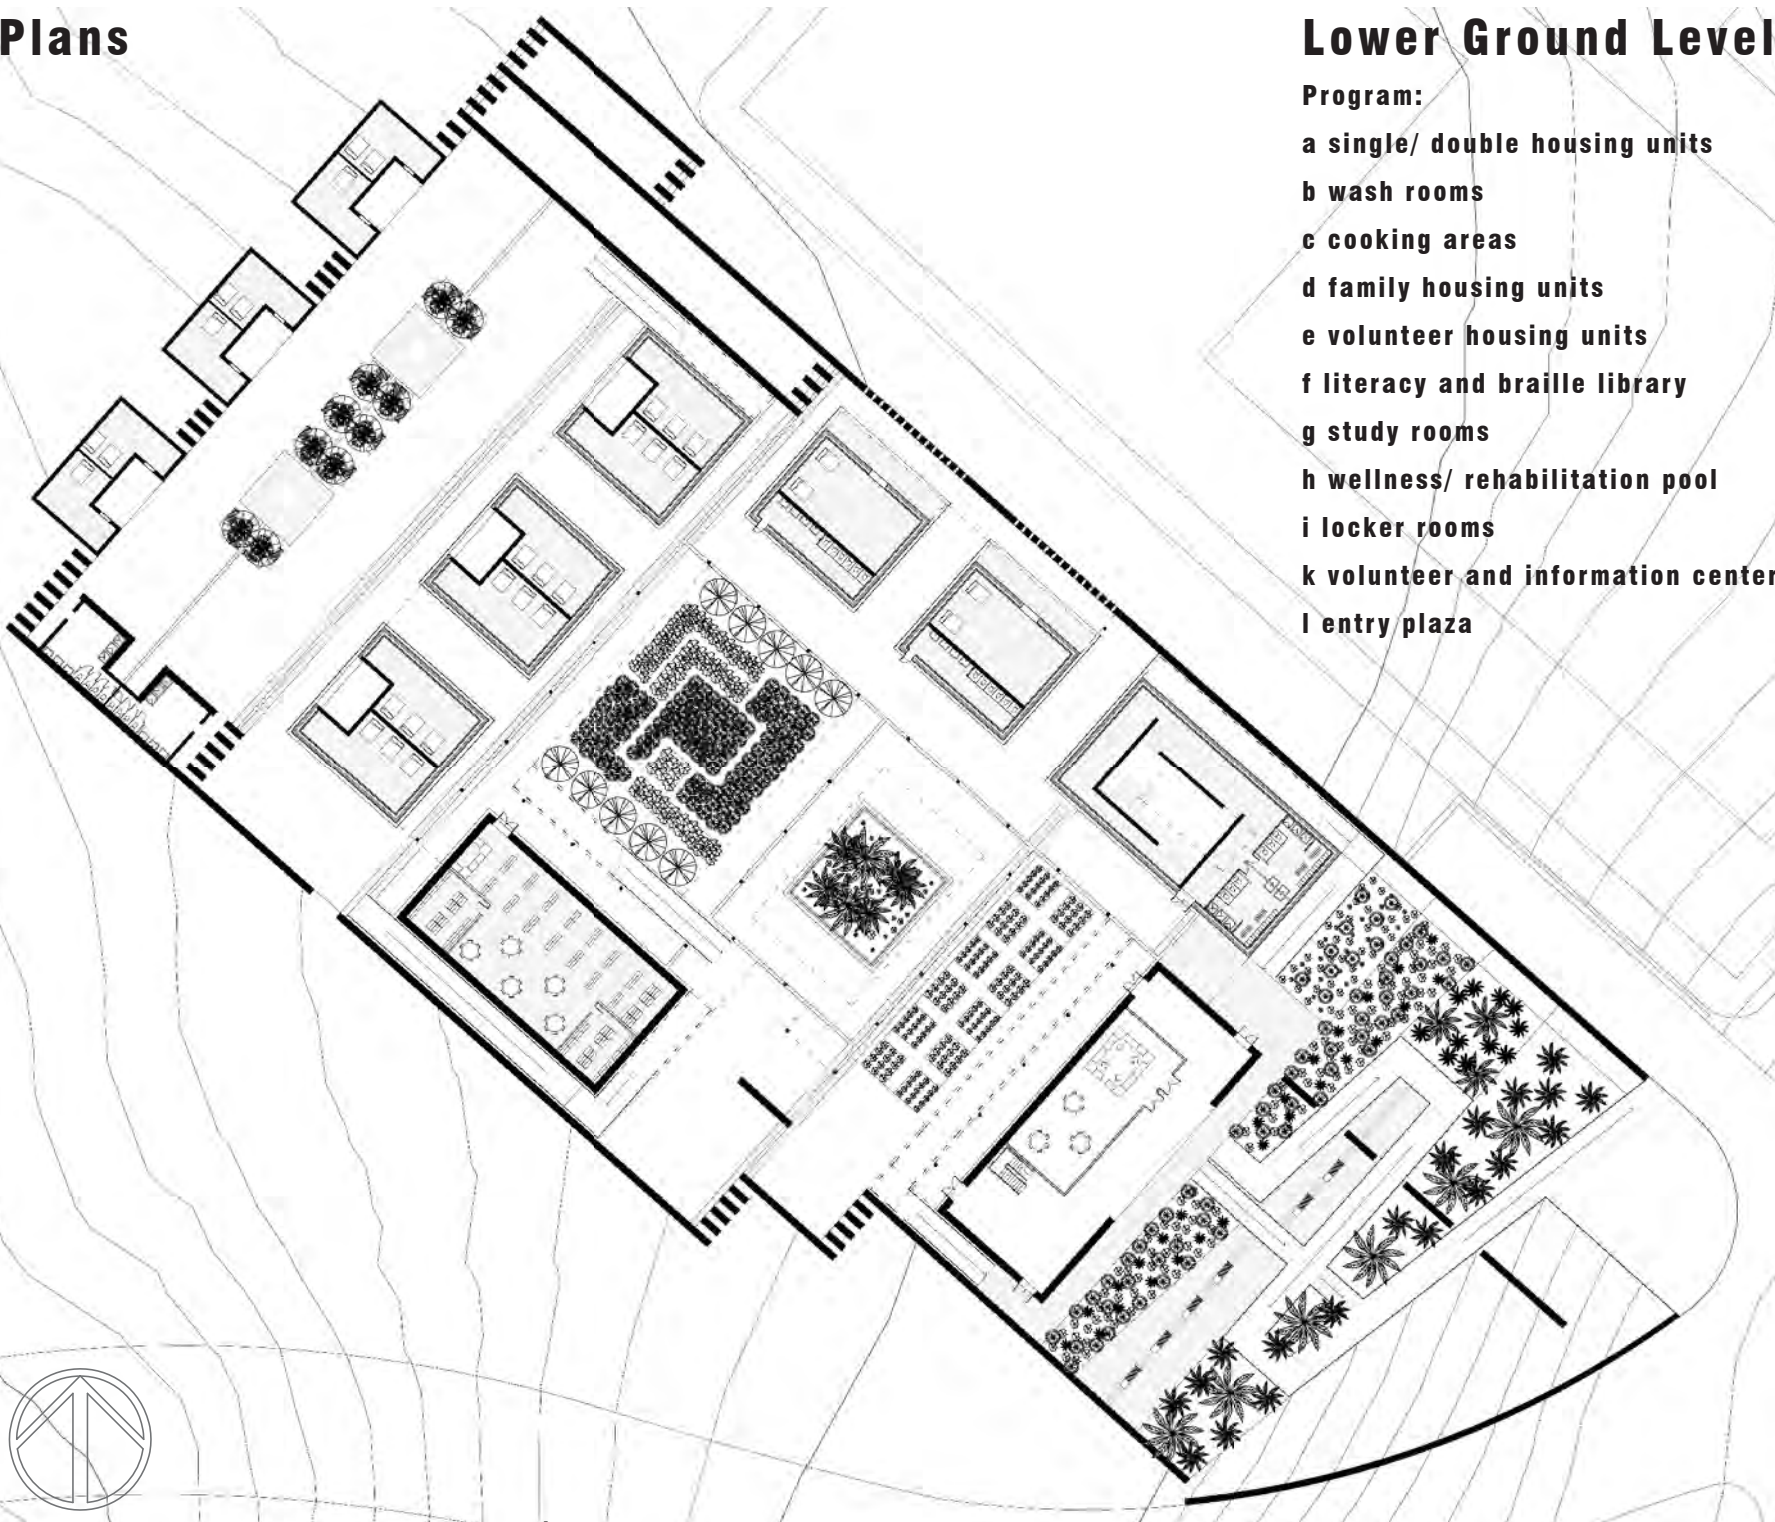 Plans
Lower Ground Level
Program:
a single/ double housing units
b wash rooms
c cooking areas
d family housing units
e volunteer housing units
f literacy and braille library
g study rooms
h wellness/ rehabilitation pool
i locker rooms
k volunteer and information center
l entry plaza